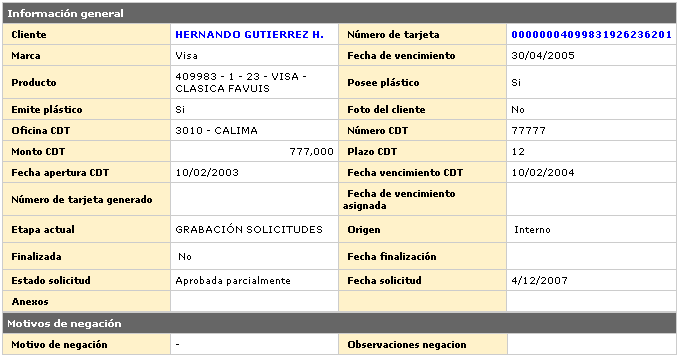 Información general
Cliente HERNANDO GUTIERREZ H. Número de tarjeta 00000004099831926236201
Marca Visa Fecha de vencimiento 30/04/2005
Producto 409983 - 1 - 23 - VISA - Posee plástico Si
CLASICA FAVUIS
Emite plástico Si Foto del cliente No
Oficina CDT 3010 - CALIMA Número CDT 77777
Monto CDT 777,000 Plazo CDT 12
Fecha apertura CDT 10/02/2003 Fecha vencimiento CDT 10/02/2004
Número de tarjeta generado Fecha de vencimiento
asignada
Etapa actual GRABACIÓN SOLICITUDES Origen Interno
Finalizada No Fecha finalización
Estado solicitud Aprobada parcialmente Fecha solicitud 4/12/2007
Anexos
Motivos de negación
Motivo de negación - Observaciones negacion